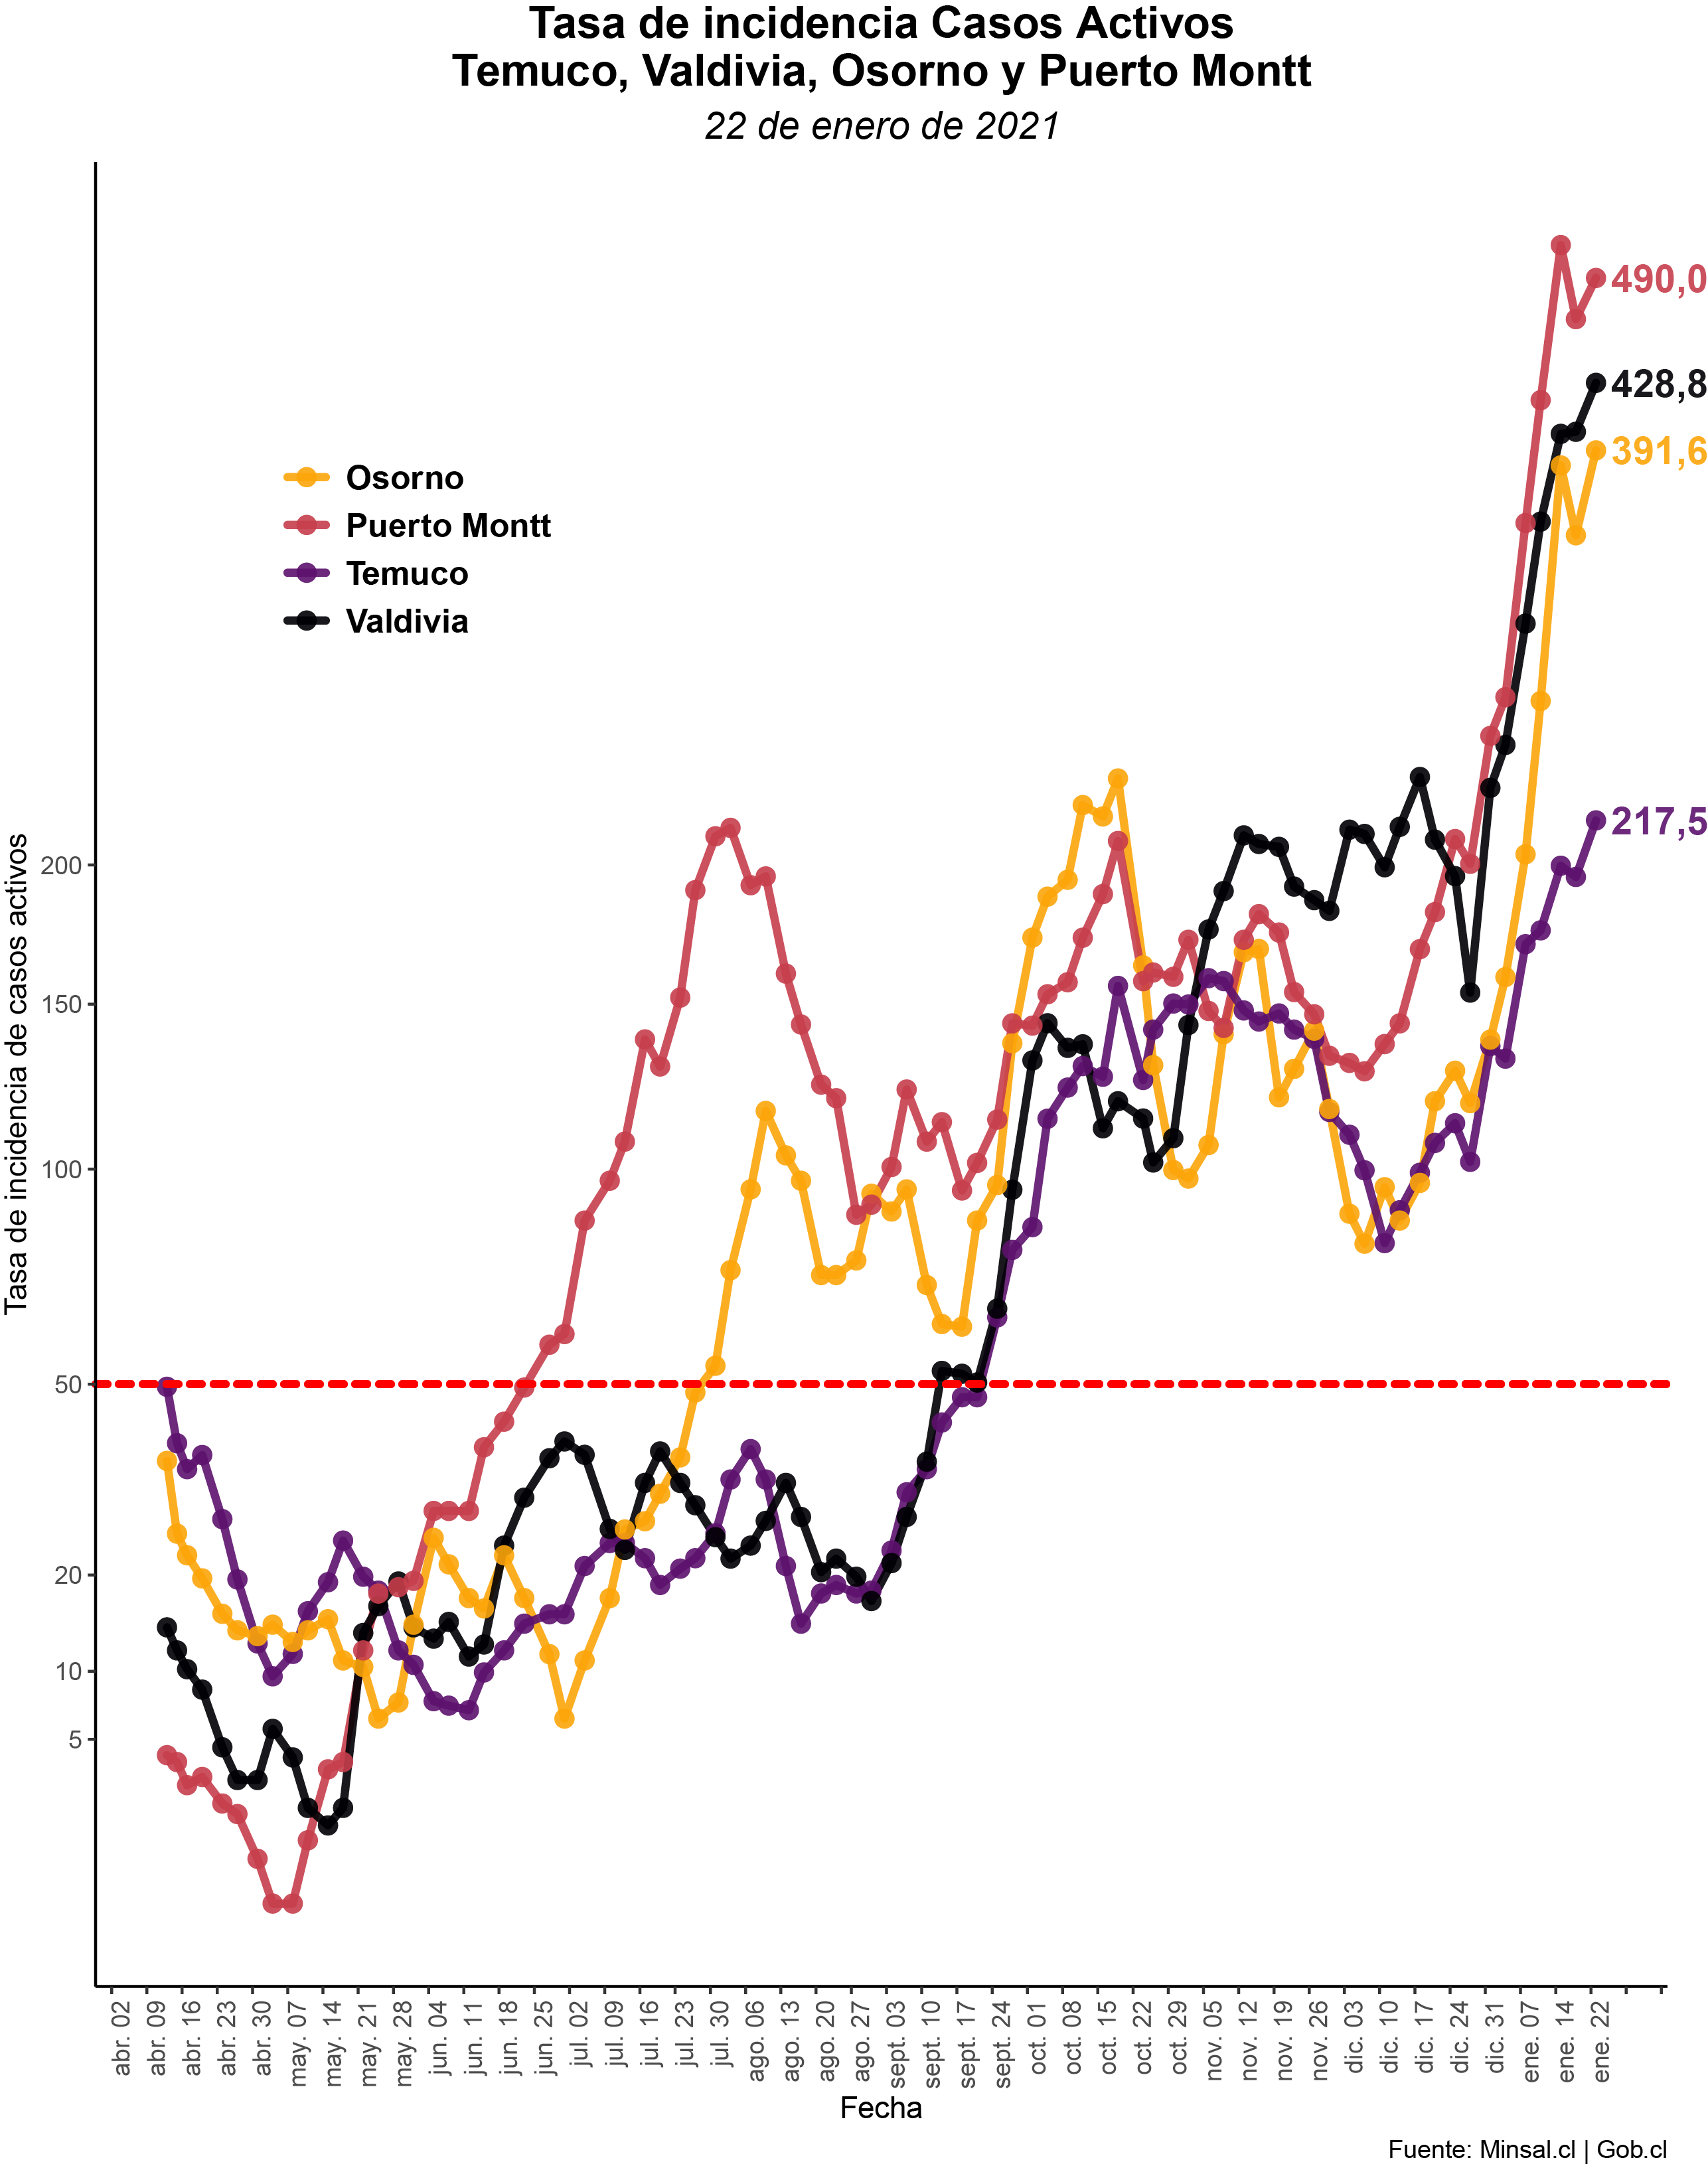 Tasa de incidencia Casos Activos
Temuco, Valdivia, Osorno y Puerto Montt
22 de enero de 2021
490,0
428,8
391,6
217,5
Osorno
Puerto Montt
Temuco
Valdivia
Tasa de incidencia de casos activos
200
150
100
50
20
10
5
abr. 02
abr. 09
abr. 16
abr. 23
abr. 30
may. 07
may. 14
may. 21
may. 28
jun. 04
jun. 11
jun. 18
jun. 25
jul. 02
jul. 09
jul. 16
jul. 23
jul. 30
ago. 06
ago. 13
ago. 20
ago. 27
sept. 03
sept. 10
sept. 17
sept. 24
oct. 01
oct. 08
oct. 15
oct. 22
oct. 29
nov. 05
nov. 12
nov. 19
nov. 26
dic. 03
dic. 10
dic. 17
dic. 24
dic. 31
ene. 07
ene. 14
ene. 22
Fecha
Fuente: Minsal.cl | Gob.cl